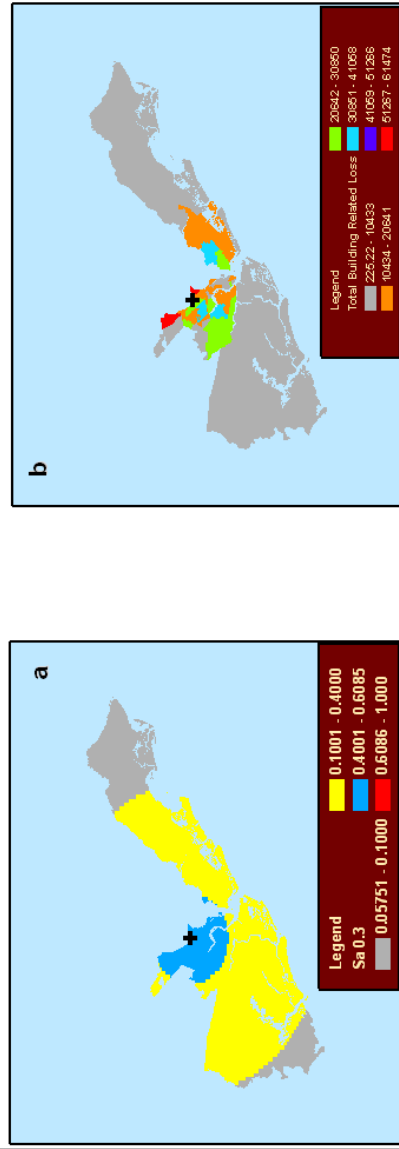 a
Legend
Sa 0.3
0.05751 - 0.1000
0.1001 - 0.4000
0.4001 - 0.6085
0.6086 - 1.000
b
Legend
Total Building Related Loss
225.22 - 10433
10434 - 20641
20642 - 30850
30851 - 41058
41059 - 51266
51267 - 61474